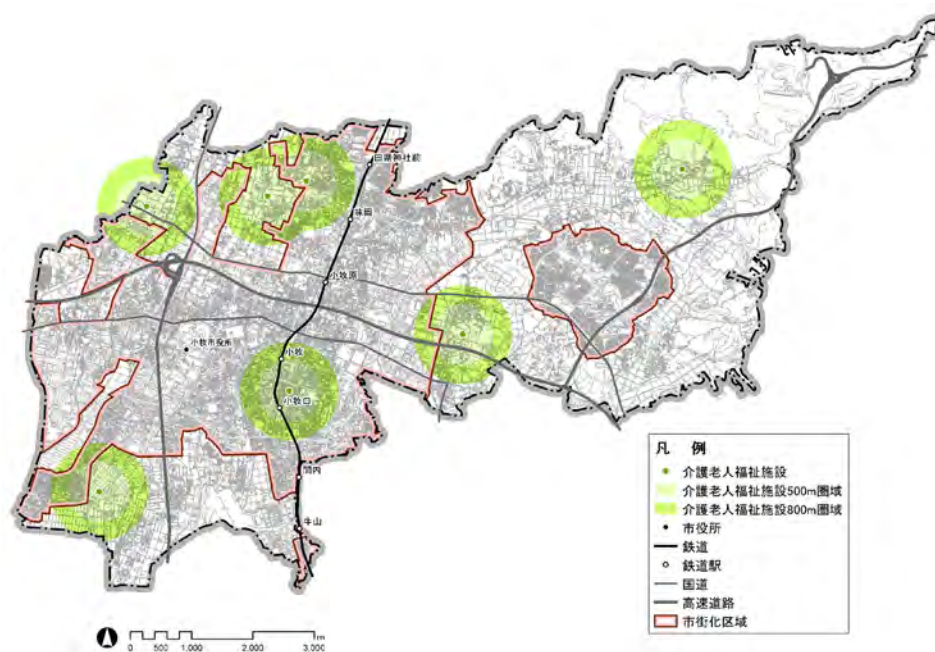 田県神社前
味岡
小牧原
小牧市役所
小牧
小牧口
間内
牛山
凡 例
介護老人福祉施設
介護老人福祉施設500m圏域
介護老人福祉施設800m圏域
市役所
鉄道
鉄道駅
国道
高速道路
市街化区域
0 500 1,000 2,000 3,000 m